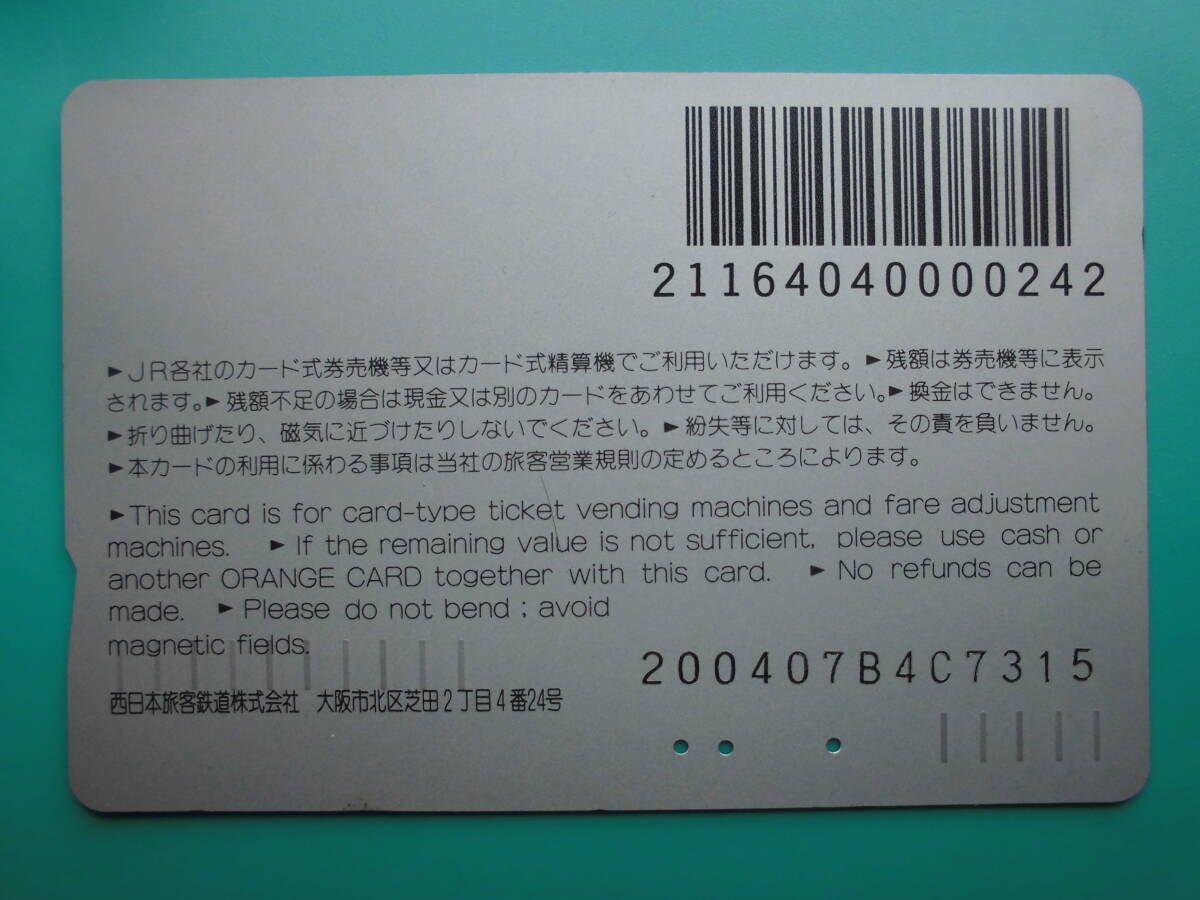 211640400000242
►JR各社のカード式券売機等又はカード式精算機でご利用いただけます。►残額は券売機等に表示
されます。►残額不足の場合は現金又は別のカードをあわせてご利用ください。►換金はできません。
►折り曲げたり、磁気に近づけたりしないでください。►紛失等に対しては、その責を負いません。
►本カードの利用に係わる事項は当社の旅客営業規則の定めるところによります。
►This card is for card-type ticket vending machines and fare adjustment
machines. ►If the remaining value is not sufficient, please use cash or
another ORANGE CARD together with this card. ►No refunds can be
made. ►Please do not bend ; avoid
magnetic fields.
200407B4C7315
西日本旅客鉄道株式会社 大阪市北区芝田2丁目4番24号